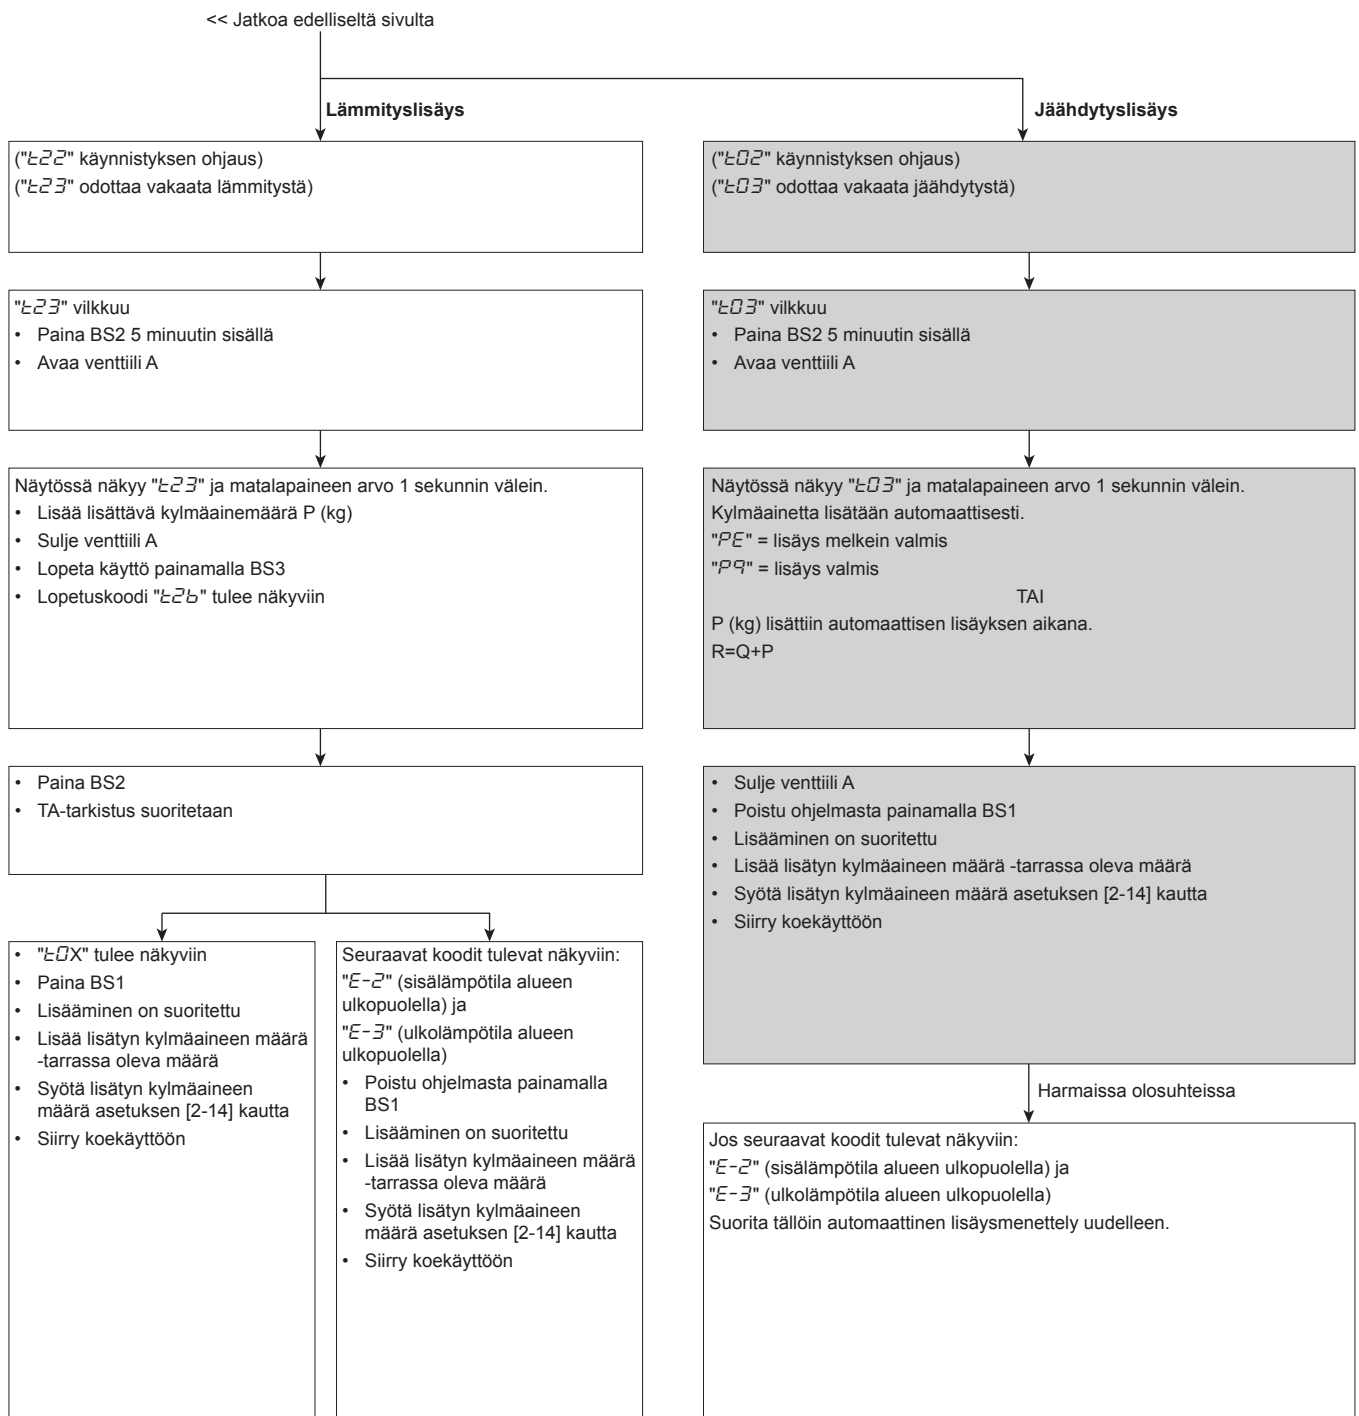 << Jatkoa edelliseltä sivulta
Lämmityslisäys
("t22" käynnistyksen ohjaus)
("t23" odottaa vakaata lämmitystä)
"t23" vilkkuu
• Paina BS2 5 minuutin sisällä
• Avaa venttiili A
Näytössä näkyy "t23" ja matalapaineen arvo 1 sekunnin välein.
• Lisää lisättävä kylmäainemäärä P (kg)
• Sulje venttiili A
• Lopeta käyttö painamalla BS3
• Lopetuskoodi "t26" tulee näkyviin
• Paina BS2
• TA-tarkistus suoritetaan
• "t0X" tulee näkyviin
• Paina BS1
• Lisääminen on suoritettu
• Lisää lisätyn kylmäaineen määrä
-tarrassa oleva määrä
• Syötä lisätyn kylmäaineen
määrä asetuksen [2-14] kautta
• Siirry koekäyttöön
Seuraavat koodit tulevat näkyviin:
"E-2" (sisälämpötila alueen
ulkopuolella) ja
"E-3" (ulkolämpötila alueen
ulkopuolella)
• Poistu ohjelmasta painamalla
BS1
• Lisääminen on suoritettu
• Lisää lisätyn kylmäaineen määrä
-tarrassa oleva määrä
• Syötä lisätyn kylmäaineen
määrä asetuksen [2-14] kautta
• Siirry koekäyttöön
Jäähdytyslisäys
("t02" käynnistyksen ohjaus)
("t03" odottaa vakaata jäähdytystä)
"t03" vilkkuu
• Paina BS2 5 minuutin sisällä
• Avaa venttiili A
Näytössä näkyy "t03" ja matalapaineen arvo 1 sekunnin välein.
Kylmäainetta lisätään automaattisesti.
"PE" = lisäys melkein valmis
"P9" = lisäys valmis
TAI
P (kg) lisättiin automaattisen lisäyksen aikana.
R=Q+P
• Sulje venttiili A
• Poistu ohjelmasta painamalla BS1
• Lisääminen on suoritettu
• Lisää lisätyn kylmäaineen määrä -tarrassa oleva määrä
• Syötä lisätyn kylmäaineen määrä asetuksen [2-14] kautta
• Siirry koekäyttöön
Harmaissa olosuhteissa
Jos seuraavat koodit tulevat näkyviin:
"E-2" (sisälämpötila alueen ulkopuolella) ja
"E-3" (ulkolämpötila alueen ulkopuolella)
Suorita tällöin automaattinen lisäysmenettely uudelleen.